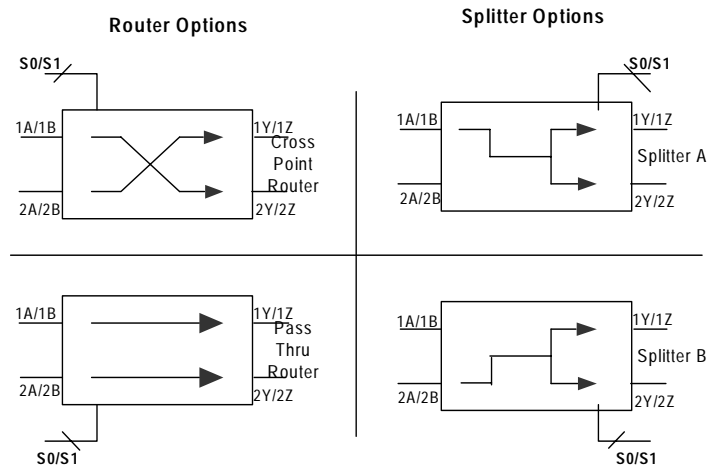 Router Options
Splitter Options
S0/S1
1A/1B
1Y/1Z
Cross
Point
Router
2A/2B
2Y/2Z
S0/S1
1A/1B
1Y/1Z
Splitter A
2A/2B
2Y/2Z
1A/1B
1Y/1Z
Pass
Thru
Router
2A/2B
2Y/2Z
S0/S1
1A/1B
1Y/1Z
Splitter B
2A/2B
2Y/2Z
S0/S1